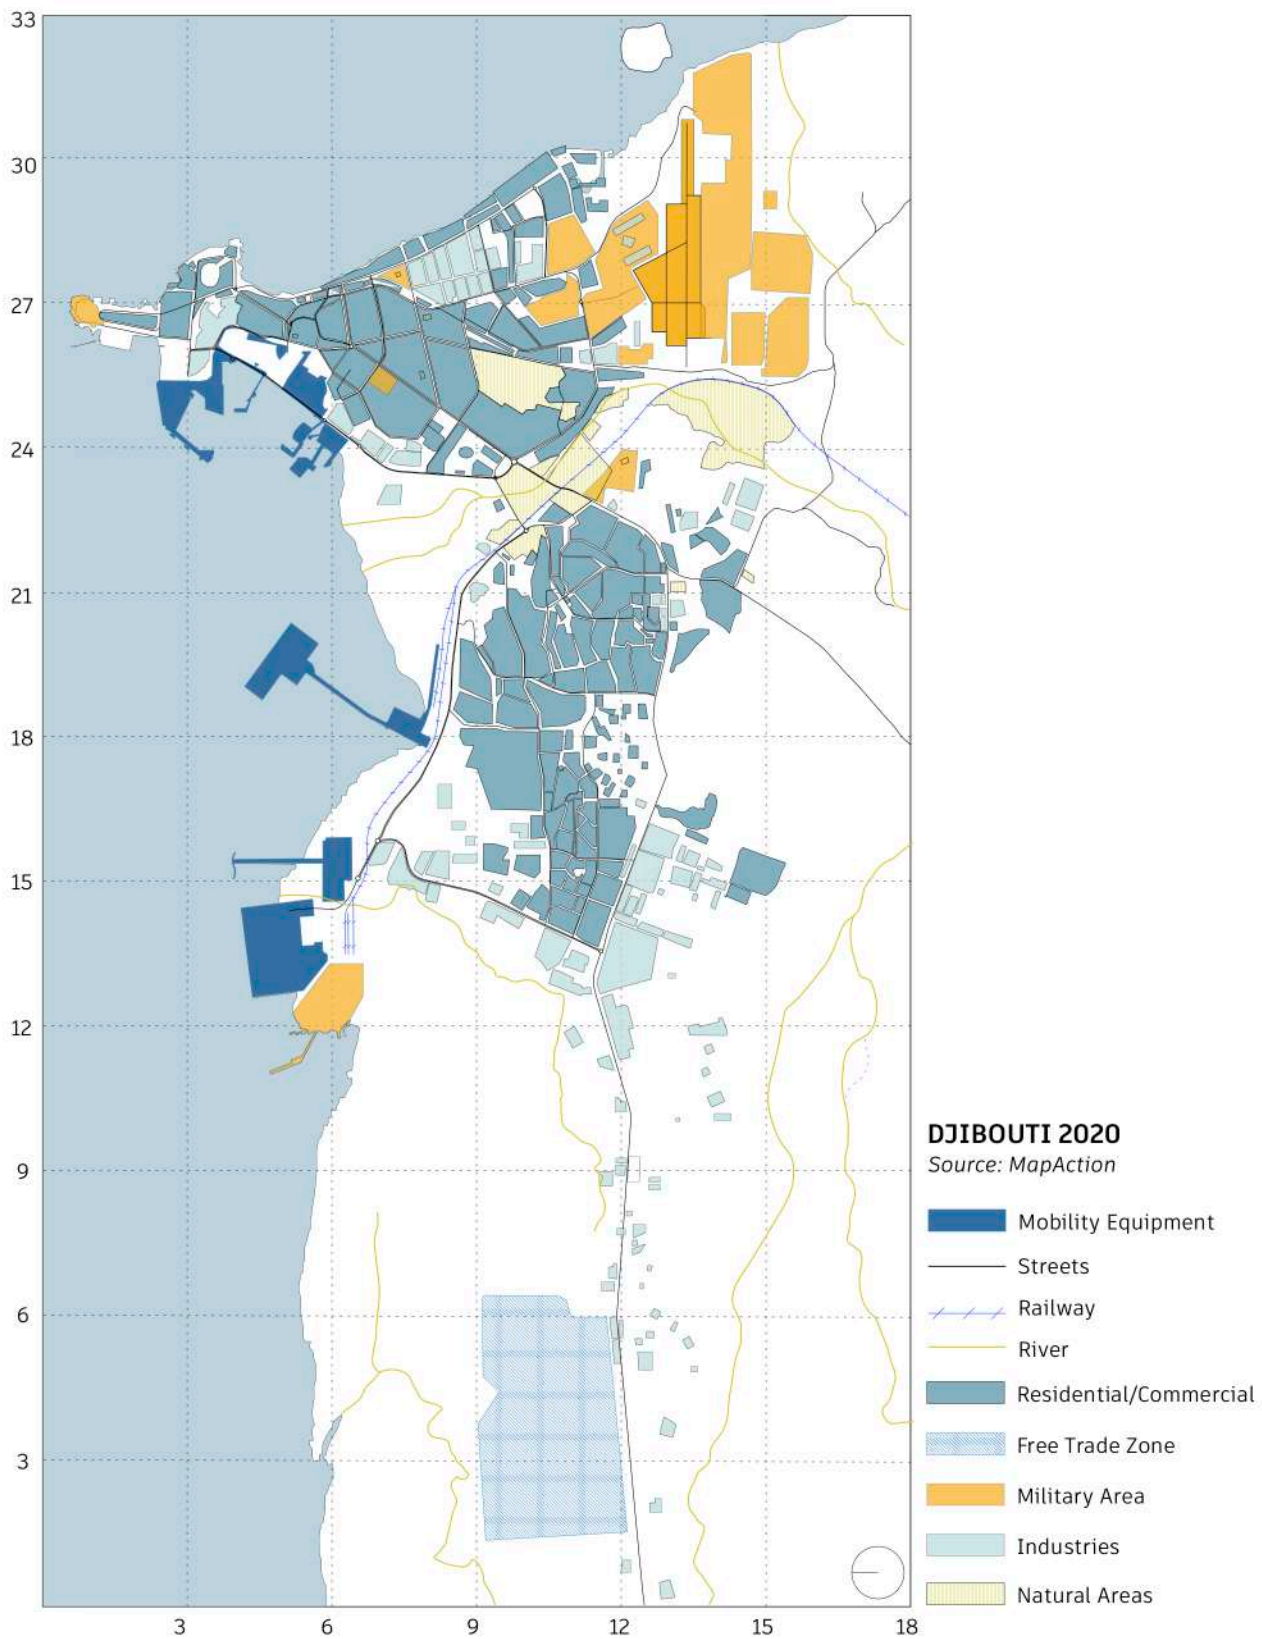 33
30
27
24
21
18
15
12
9
6
3
3 6 9 12 15 18
DJIBOUTI 2020
Source: MapAction
Mobility Equipment
Streets
Railway
River
Residential/Commercial
Free Trade Zone
Military Area
Industries
Natural Areas